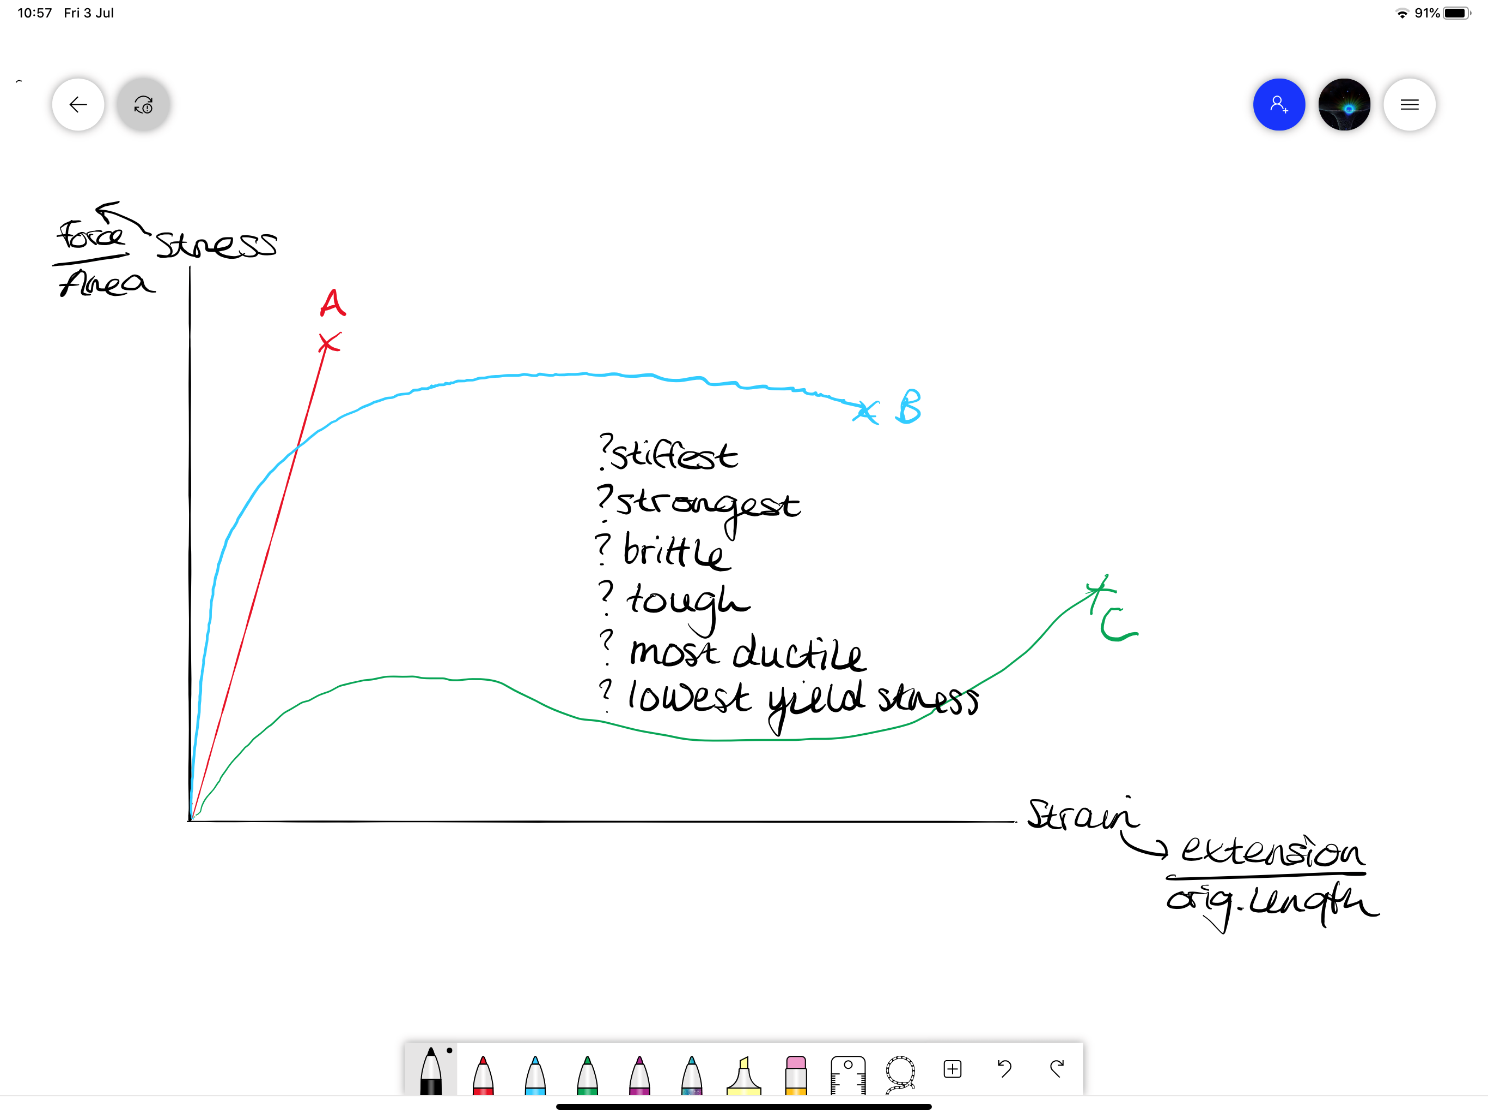 10:57 Fri 3 Jul
91%
Force
Area
stress
A
B
?stiffest
?strongest
? brittle
? tough
? most ductile
? lowest yield stress
C
Strain
extension
orig. length